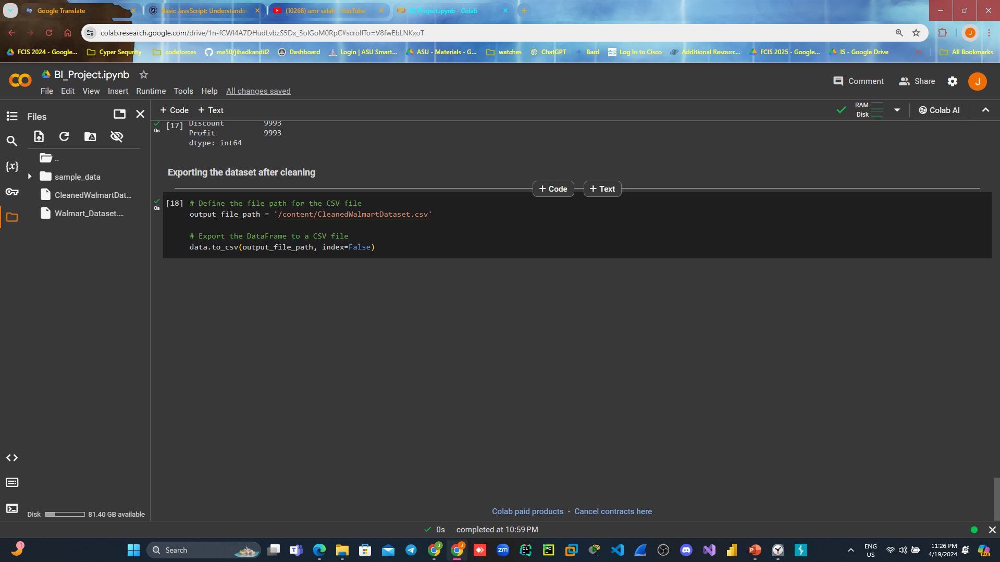 Google Translate
Basic JavaScript: Understandin
(10268) amr salah - YouTube
BI_Project.ipynb - Colab
colab.research.google.com/drive/1n-fCWI4A7DHudLvbzS5Dx_3oIGoM0RpC#scrollTo=V8fwEbLNKxoT
FCIS 2024 - Google...
Cyper Sequrity
codeforces
me50/jihadkandil2
Dashboard
Login | ASU Smart...
ASU - Materials - G...
watches
ChatGPT
Bard
Log In to Cisco
Additional Resourc...
FCIS 2025 - Google...
IS - Google Drive
All Bookmarks
BI_Project.ipynb
Comment
Share
J
File Edit View Insert Runtime Tools Help All changes saved
Files
+ Code + Text
RAM
Disk
Colab AI
..
sample_data
CleanedWalmartDat...
Walmart_Dataset....
0s
[17] Discount 9993
Profit 9993
dtype: int64
Exporting the dataset after cleaning
+ Code + Text
0s
[18] # Define the file path for the CSV file
output_file_path = '/content/CleanedWalmartDataset.csv'
# Export the DataFrame to a CSV file
data.to_csv(output_file_path, index=False)
Disk 81.40 GB available
Colab paid products - Cancel contracts here
0s completed at 10:59 PM
1
Search
ENG
US
11:26 PM
4/19/2024